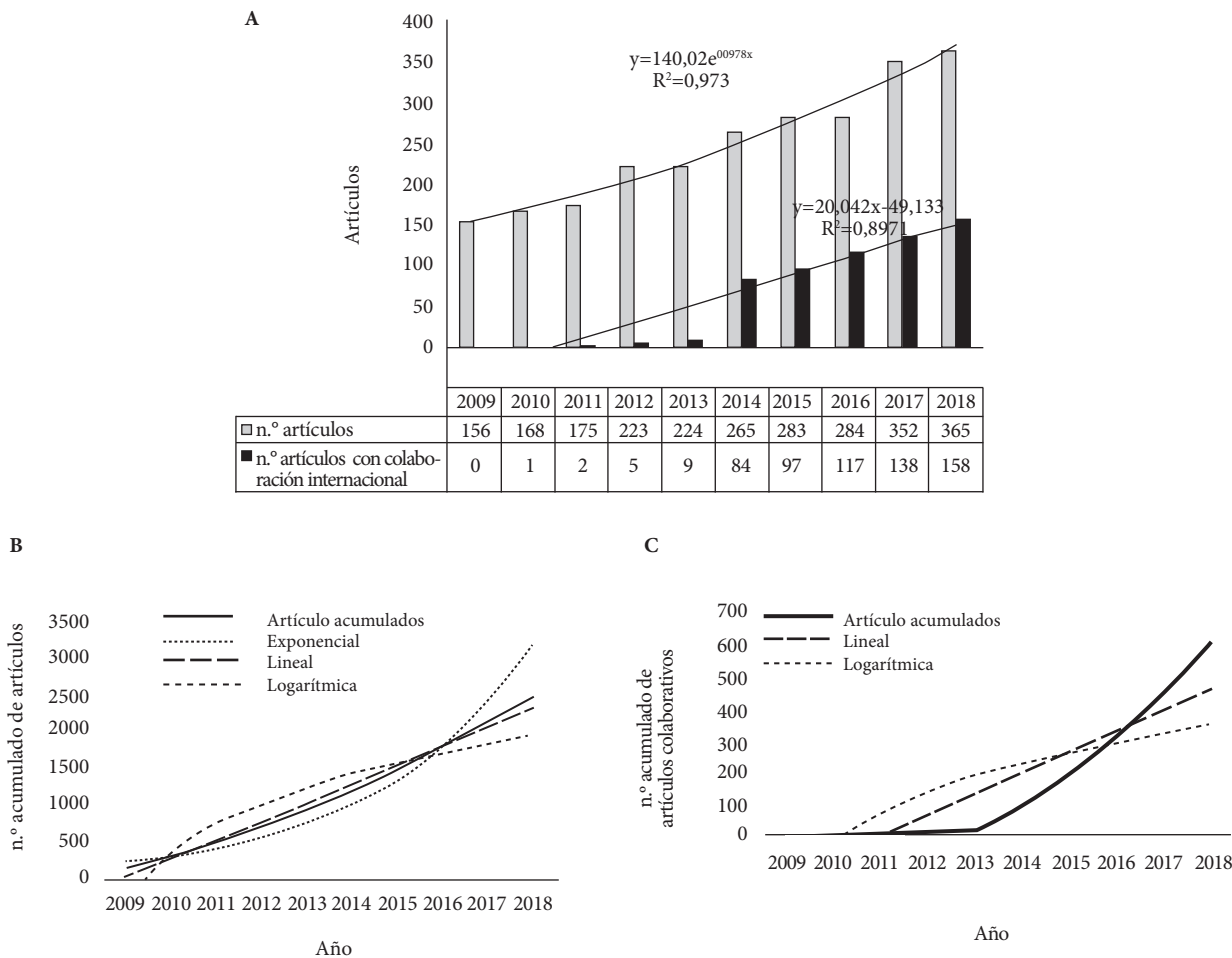 A
400
350
300
250
200
150
100
50
0
Artículos
y=140,02e00978x
R2=0,973
y=20,042x-49,133
R2=0,8971
2009 2010 2011 2012 2013 2014 2015 2016 2017 2018
n.º artículos 156 168 175 223 224 265 283 284 352 365
n.º artículos con colabo-
ración internacional 0 1 2 5 9 84 97 117 138 158
B
3500
3000
2500
2000
1500
1000
500
0
n.º acumulado de artículos
Artículo acumulados
Exponencial
Lineal
Logarítmica
2009 2010 2011 2012 2013 2014 2015 2016 2017 2018
Año
C
700
600
500
400
300
200
100
0
n.º acumulado de
artículos colaborativos
Artículo acumulados
Lineal
Logarítmica
2009 2010 2011 2012 2013 2014 2015 2016 2017 2018
Año